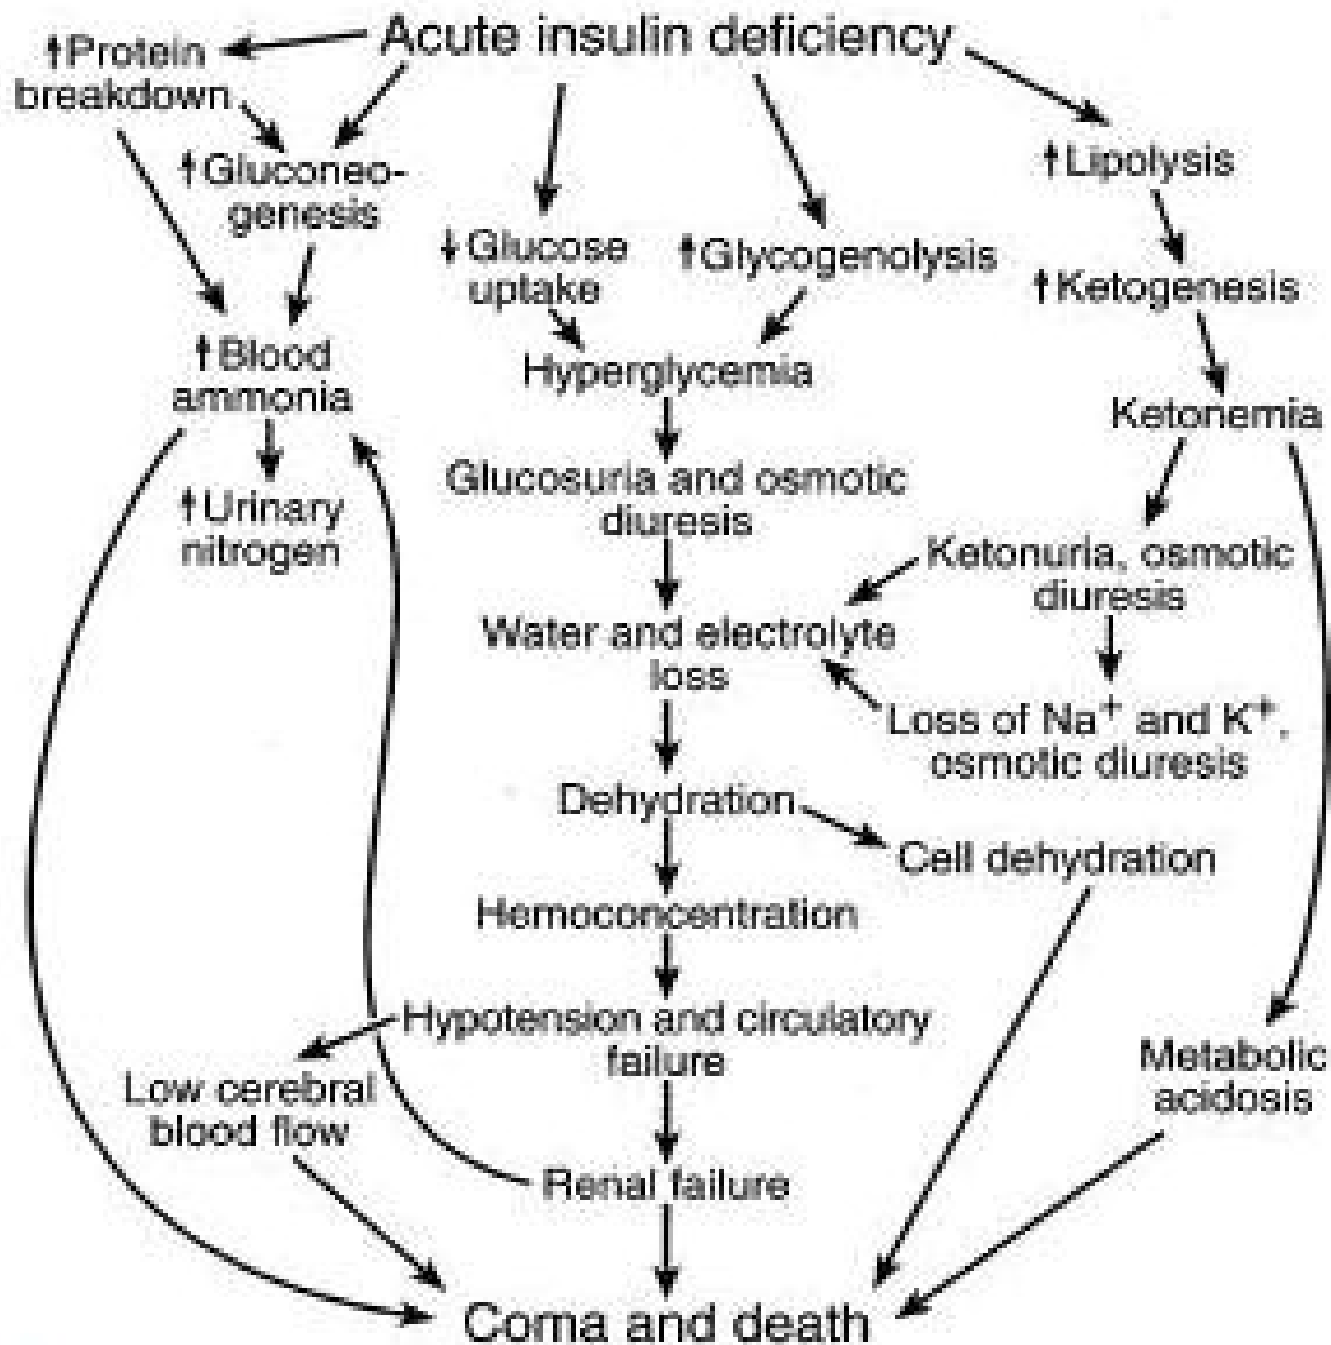 Acute insulin deficiency
↑Protein
breakdown
↑Gluconeo-
genesis
↑Blood
ammonia
↑Urinary
nitrogen
↓Glucose
uptake
↑Glycogenolysis
Hyperglycemia
Glucosuria and osmotic
diuresis
Water and electrolyte
loss
Dehydration
Hemoconcentration
Hypotension and circulatory
failure
Low cerebral
blood flow
Renal failure
↑Lipolysis
↑Ketogenesis
Ketonemia
Ketonuria, osmotic
diuresis
Loss of Na⁺ and K⁺,
osmotic diuresis
Cell dehydration
Metabolic
acidosis
Coma and death